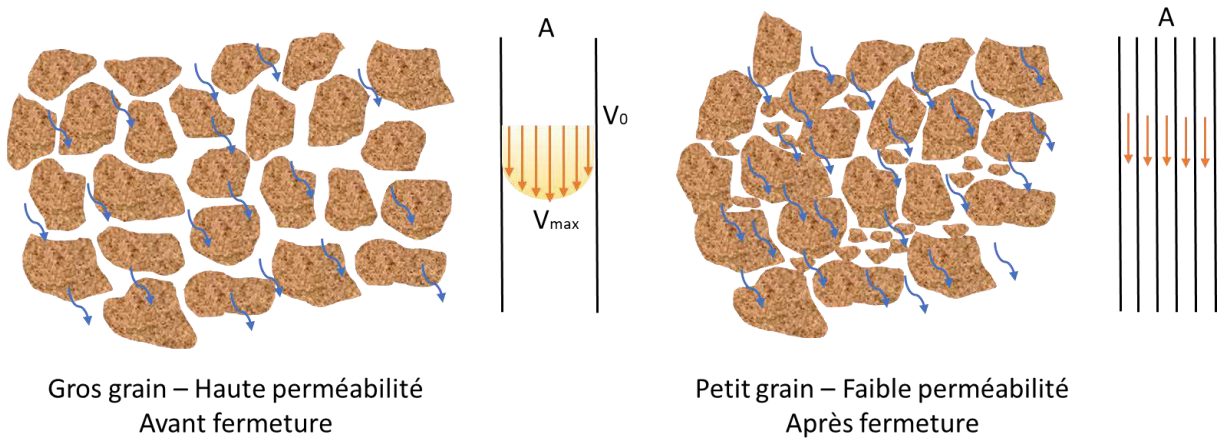 A
V0
Vmax
Gros grain – Haute perméabilité
Avant fermeture
A
Petit grain – Faible perméabilité
Après fermeture